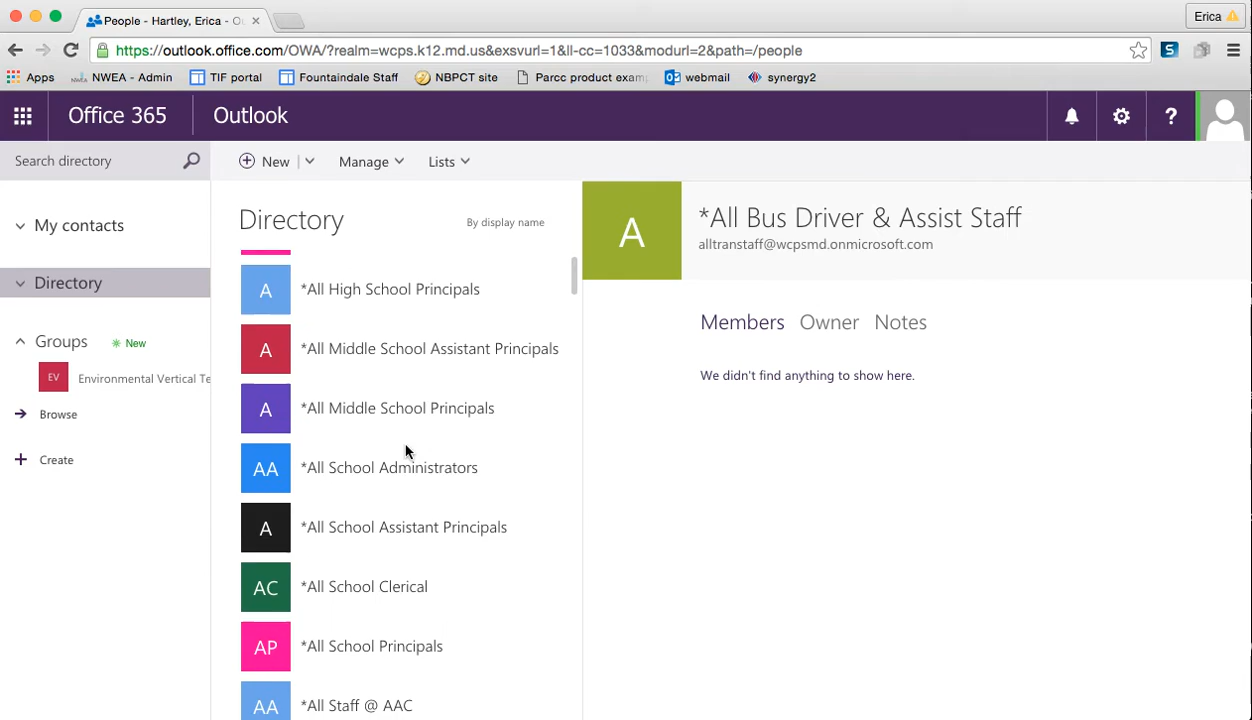 People - Hartley, Erica - O
Erica
https://outlook.office.com/OWA/?realm=wcps.k12.md.us&exsvurl=1&ll-cc=1033&modurl=2&path=/people
Apps
NWEA - Admin
TIF portal
Fountaindale Staff
NBPCT site
Parcc product exam
webmail
synergy2
Office 365
Outlook
?
Search directory
New
Manage
Lists
My contacts
Directory
Groups
New
EV
Environmental Vertical Te
Browse
Create
Directory
By display name
A
*All High School Principals
A
*All Middle School Assistant Principals
A
*All Middle School Principals
AA
*All School Administrators
A
*All School Assistant Principals
AC
*All School Clerical
AP
*All School Principals
AA
*All Staff @ AAC
A
*All Bus Driver & Assist Staff
alltranstaff@wcpsmd.onmicrosoft.com
Members
Owner
Notes
We didn't find anything to show here.